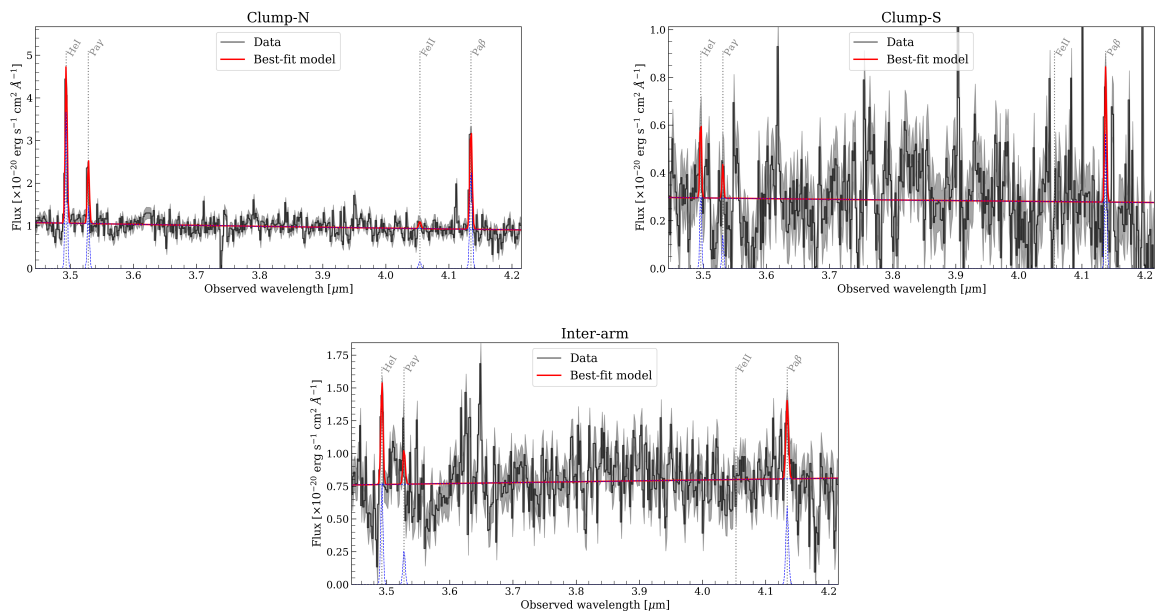 Clump-N
HeI
Paγ
FeII
Paβ
Data
Best-fit model
Flux [×10⁻²⁰ erg s⁻¹ cm² Å⁻¹]
5
4
3
2
1
0
3.5 3.6 3.7 3.8 3.9 4.0 4.1 4.2
Observed wavelength [μm]
Clump-S
HeI
Paγ
FeII
Paβ
Data
Best-fit model
Flux [×10⁻²⁰ erg s⁻¹ cm² Å⁻¹]
1.0
0.8
0.6
0.4
0.2
0.0
3.5 3.6 3.7 3.8 3.9 4.0 4.1 4.2
Observed wavelength [μm]
Inter-arm
HeI
Paγ
FeII
Paβ
Data
Best-fit model
Flux [×10⁻²⁰ erg s⁻¹ cm² Å⁻¹]
1.75
1.50
1.25
1.00
0.75
0.50
0.25
0.00
3.5 3.6 3.7 3.8 3.9 4.0 4.1 4.2
Observed wavelength [μm]